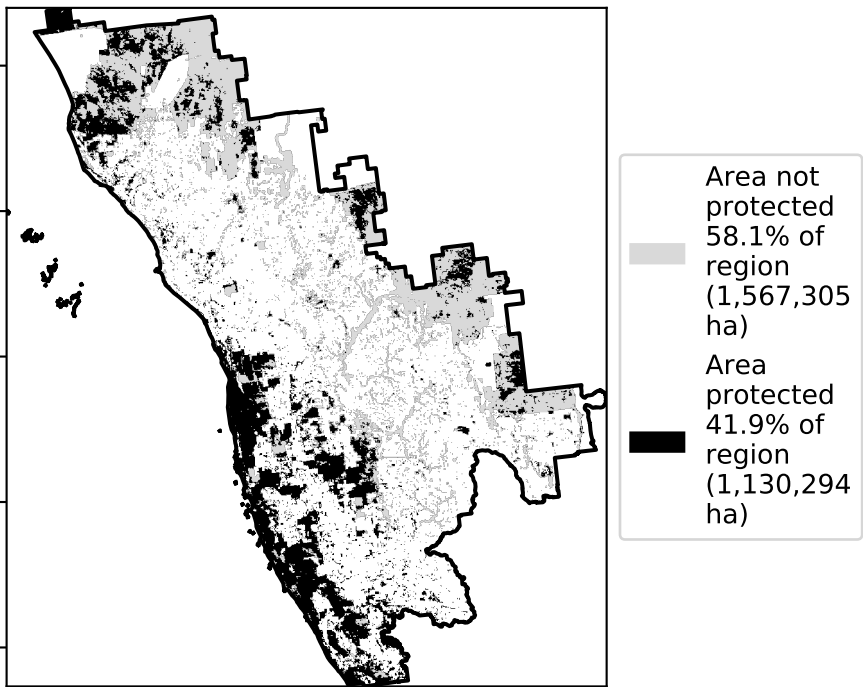 Area not
protected
58.1% of
region
(1,567,305
ha)
Area
protected
41.9% of
region
(1,130,294
ha)